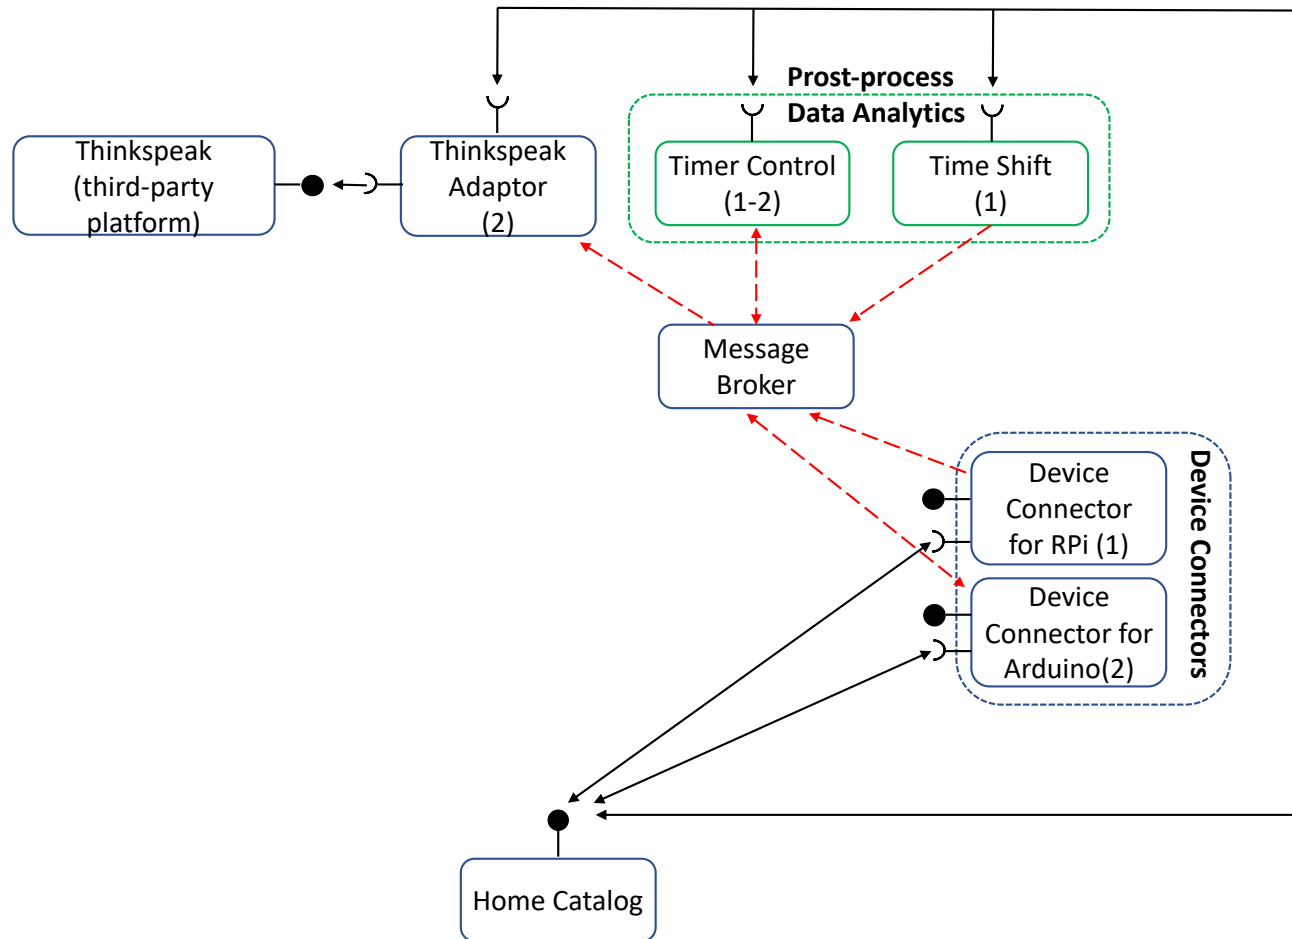 Prost-process
Data Analytics
Thinkspeak
(third-party
platform)
Thinkspeak
Adaptor
(2)
Timer Control
(1-2)
Time Shift
(1)
Message
Broker
Device Connectors
Device
Connector
for RPi (1)
Device
Connector for
Arduino(2)
Home Catalog